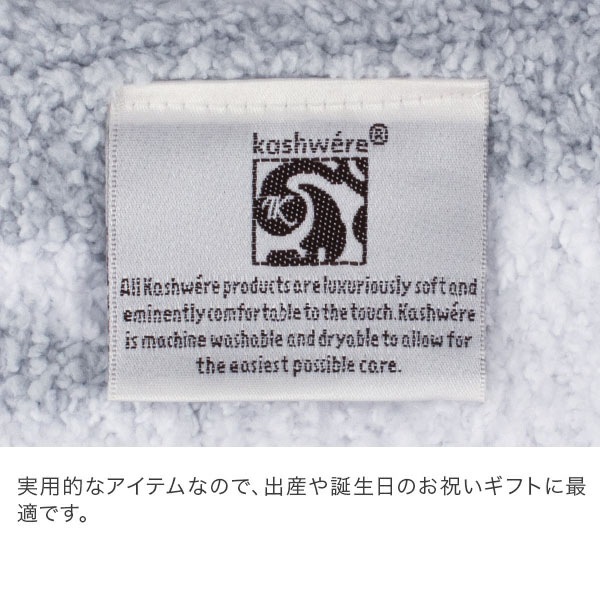 kashwére®
K
All Kashwére products are luxuriously soft and
eminently comfortable to the touch. Kashwére
is machine washable and dryable to allow for
the easiest possible care.
実用的なアイテムなので、出産や誕生日のお祝いギフトに最
適です。